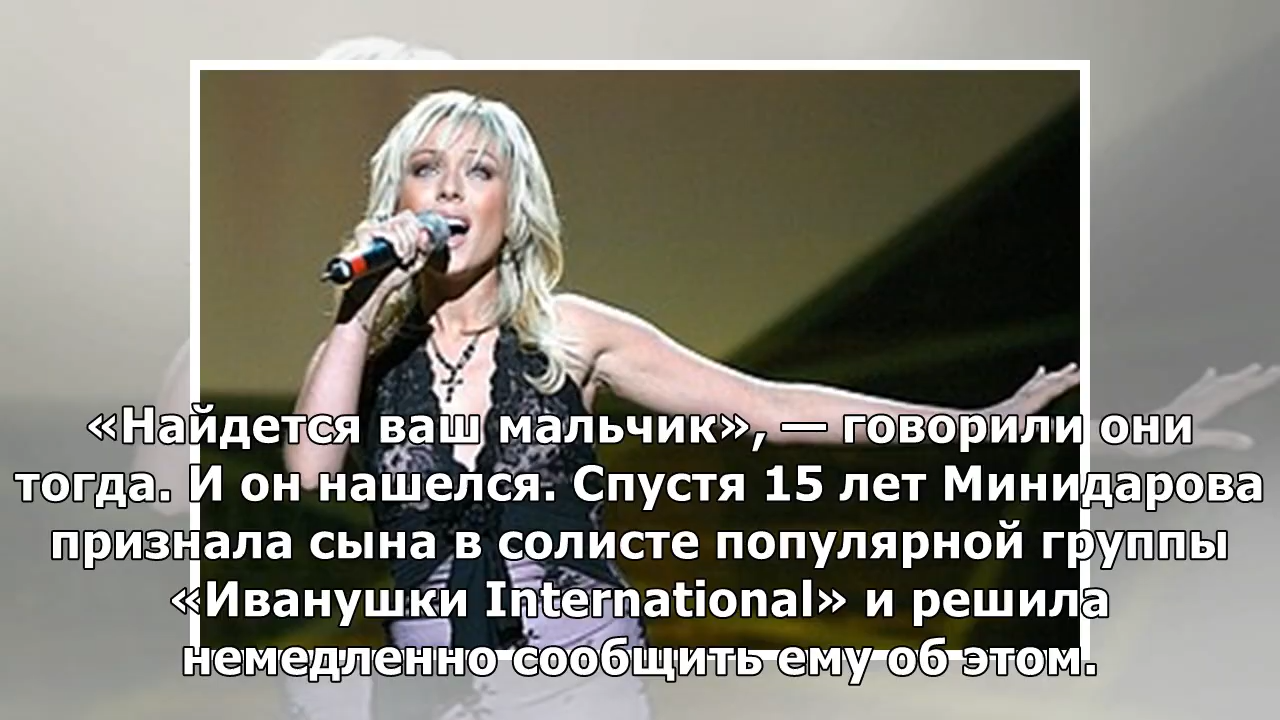 «Найдется ваш мальчик», — говорили они
тогда. И он нашелся. Спустя 15 лет Минидарова
признала сына в солисте популярной группы
«Иванушки International» и решила
немедленно сообщить ему об этом.